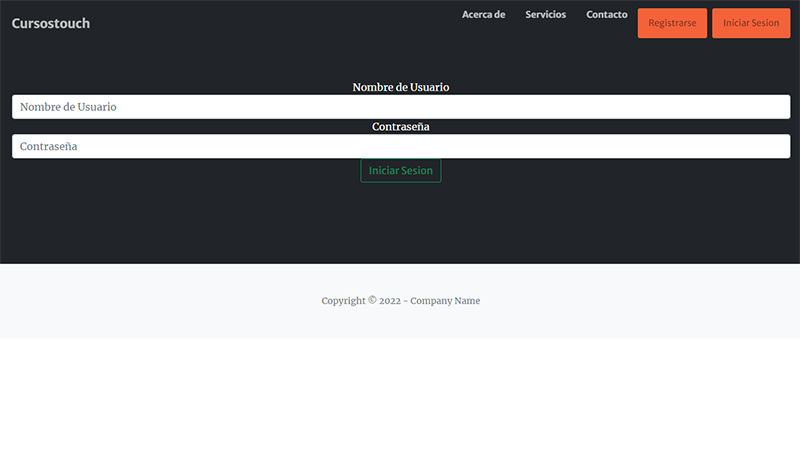 Cursostouch
Acerca de
Servicios
Contacto
Registrarse
Iniciar Sesion
Nombre de Usuario
Nombre de Usuario
Contraseña
Contraseña
Iniciar Sesion
Copyright © 2022 - Company Name